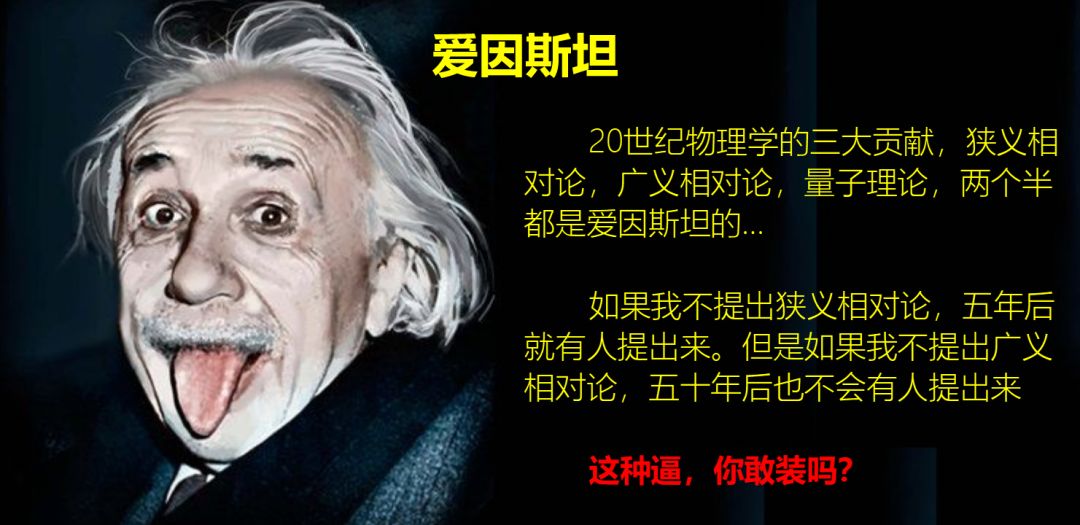 爱因斯坦
20世纪物理学的三大贡献，狭义相
对论，广义相对论，量子理论，两个半
都是爱因斯坦的...
如果我不提出狭义相对论，五年后
就有人提出来。但是如果我不提出广义
相对论，五十年后也不会有人提出来
这种逼，你敢装吗?